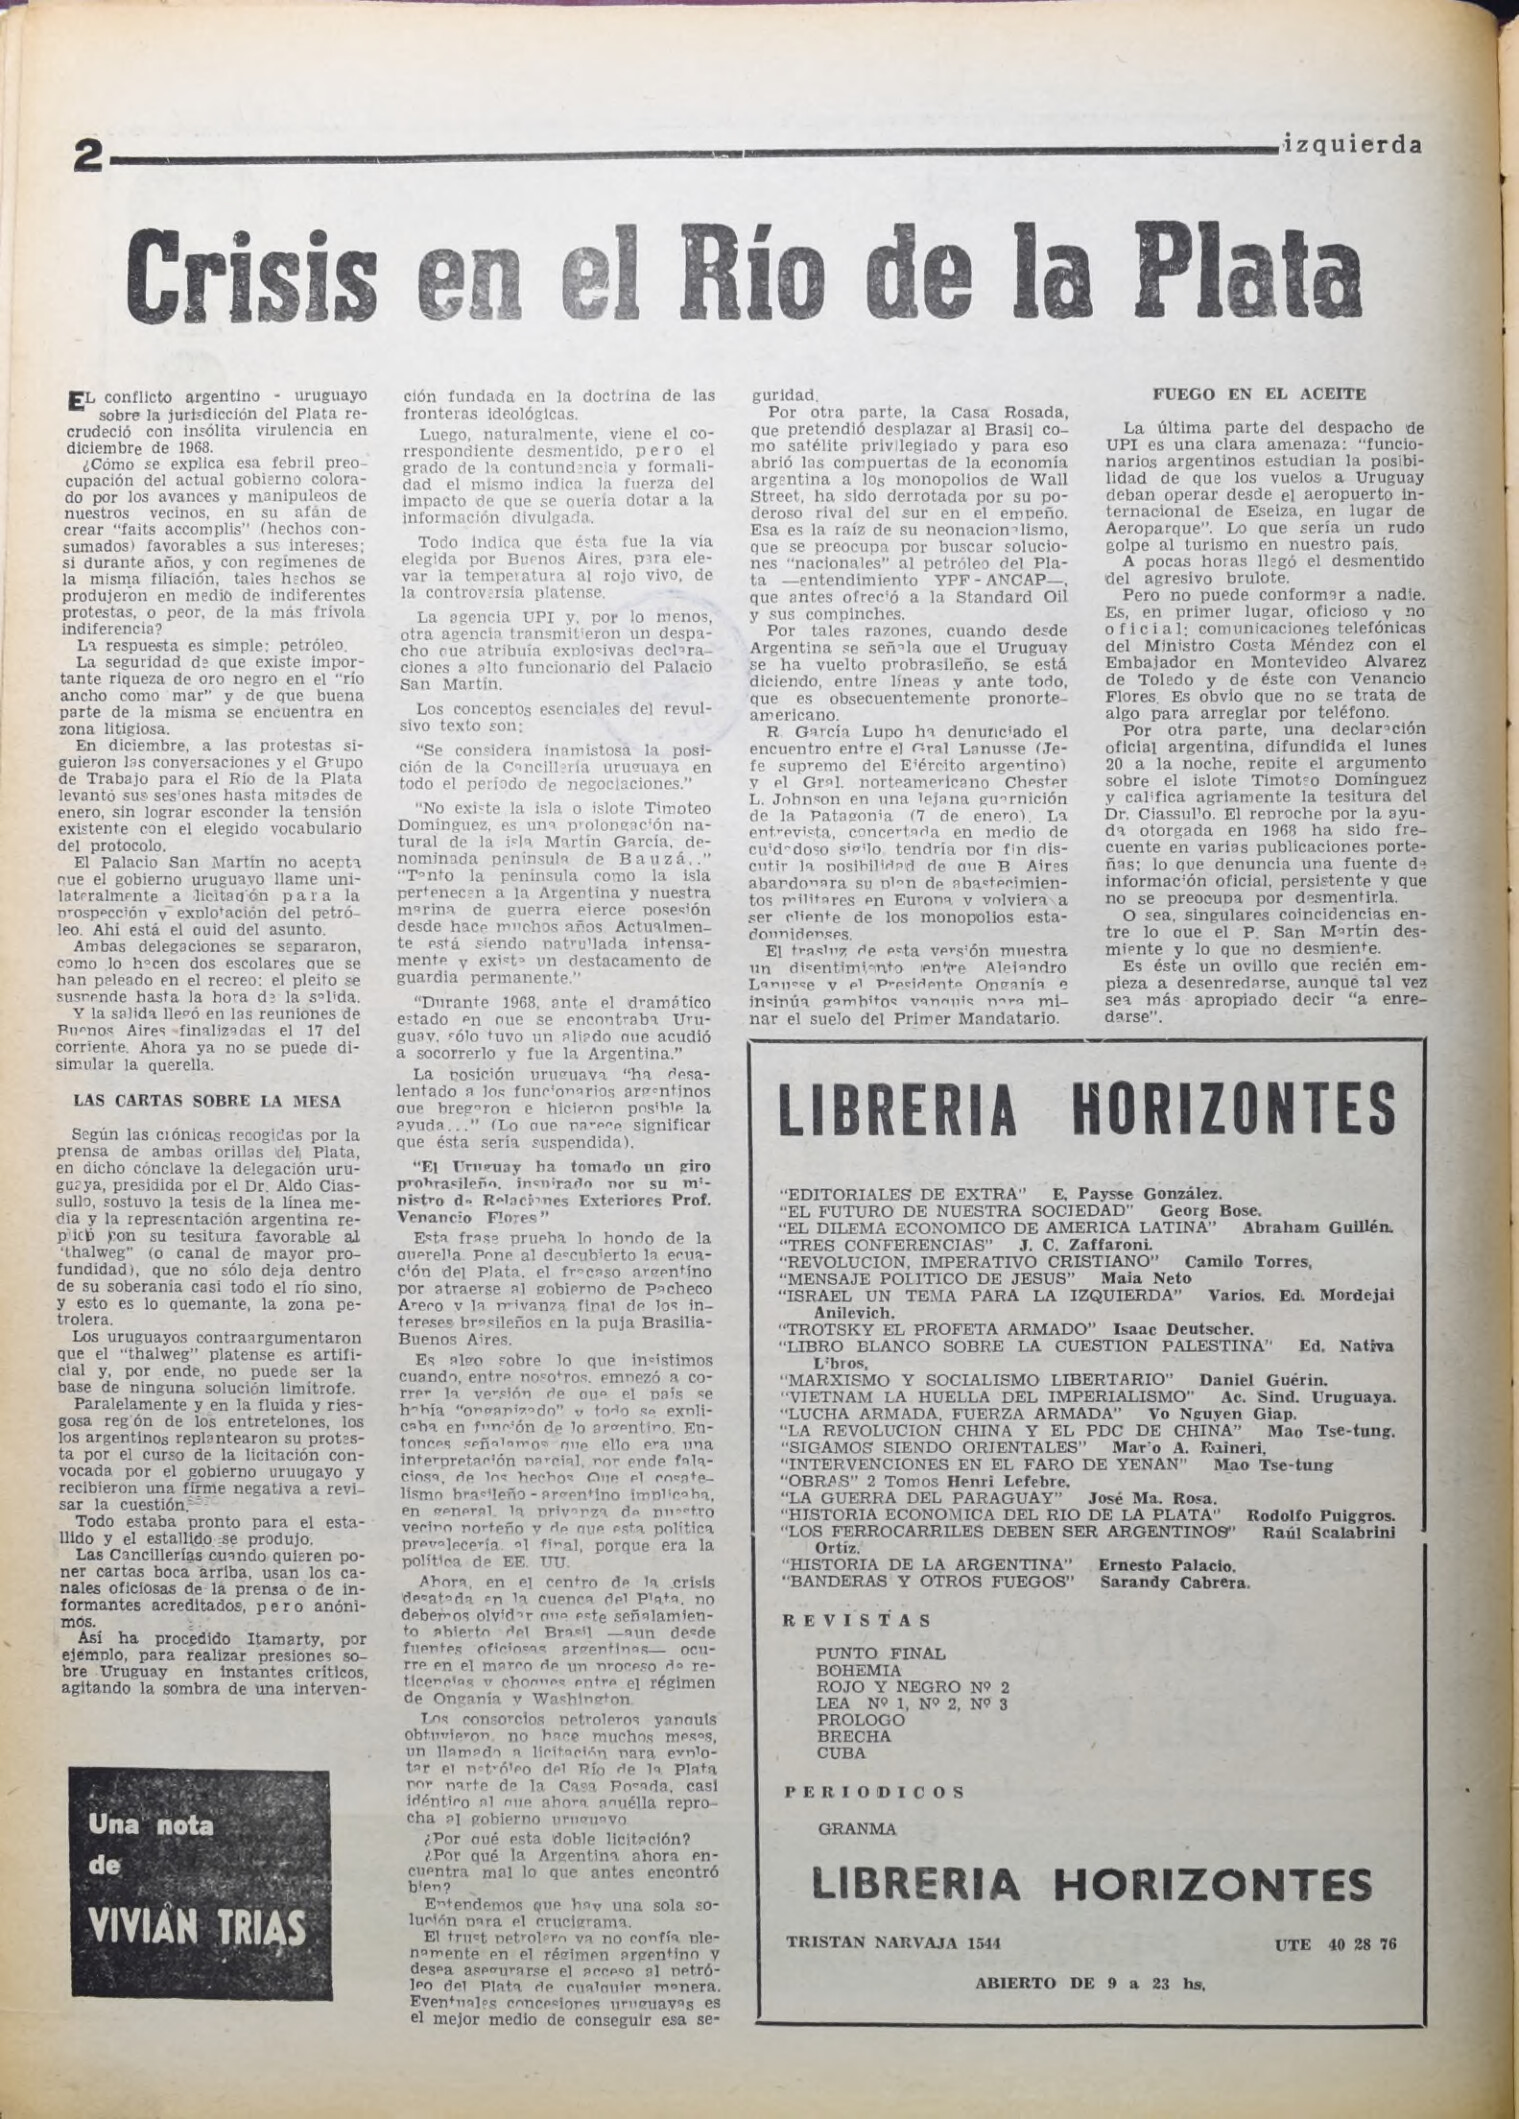 2
izquierda
Crisis en el Río de la Plata
EL conflicto argentino - uruguayo
sobre la jurisdicción del Plata re-
crudeció con insólita virulencia en
diciembre de 1968.
¿Cómo se explica esa febril preo-
cupación del actual gobierno colora-
do por los avances y manipuleos de
nuestros vecinos, en su afán de
crear "faits accomplis" (hechos con-
sumados) favorables a sus intereses;
si durante años, y con regímenes de
la misma filiación, tales hechos se
produjeron en medio de indiferentes
protestas, o peor, de la más frívola
indiferencia?
La respuesta es simple: petróleo.
La seguridad de que existe impor-
tante riqueza de oro negro en el "río
ancho como mar" y de que buena
parte de la misma se encuentra en
zona litigiosa.
En diciembre, a las protestas si-
guieron las conversaciones y el Grupo
de Trabajo para el Río de la Plata
levantó sus sesiones hasta mitades de
enero, sin lograr esconder la tensión
existente con el elegido vocabulario
del protocolo.
El Palacio San Martín no acepta
que el gobierno uruguayo llame uni-
lateralmente a licitación para la
prospección y explotación del petró-
leo. Ahí está el quid del asunto.
Ambas delegaciones se separaron,
como lo hacen dos escolares que se
han peleado en el recreo: el pleito se
suspende hasta la hora de la salida.
Y la salida llegó en las reuniones de
Buenos Aires finalizadas el 17 del
corriente. Ahora ya no se puede di-
simular la querella.
LAS CARTAS SOBRE LA MESA
Según las crónicas recogidas por la
prensa de ambas orillas del Plata,
en dicho cónclave la delegación uru-
guaya, presidida por el Dr. Aldo Cias-
sullo, sostuvo la tesis de la línea me-
dia y la representación argentina re-
plicó con su tesitura favorable al
"thalweg" (o canal de mayor pro-
fundidad), que no sólo deja dentro
de su soberanía casi todo el río sino,
y esto es lo quemante, la zona pe-
trolera.
Los uruguayos contraargumentaron
que el "thalweg" platense es artifi-
cial y, por ende, no puede ser la
base de ninguna solución limítrofe.
Paralelamente y en la fluida y ries-
gosa región de los entretelones, los
los argentinos replantearon su protes-
ta por el curso de la licitación con-
vocada por el gobierno uruugayo y
recibieron una firme negativa a revi-
sar la cuestión.
Todo estaba pronto para el esta-
llido y el estallido se produjo.
Las Cancillerías cuando quieren po-
ner cartas boca arriba, usan los ca-
nales oficiosas de la prensa o de in-
formantes acreditados, pero anóni-
mos.
Así ha procedido Itamarty, por
ejemplo, para realizar presiones so-
bre Uruguay en instantes críticos,
agitando la sombra de una interven-
Una nota
de
VIVIÁN TRIAS
ción fundada en la doctrina de las
fronteras ideológicas.
Luego, naturalmente, viene el co-
rrespondiente desmentido, pero el
grado de la contundencia y formali-
dad el mismo indica la fuerza del
impacto de que se quería dotar a la
información divulgada.
Todo indica que ésta fue la vía
elegida por Buenos Aires, para ele-
var la temperatura al rojo vivo, de
la controversia platense.
La agencia UPI y, por lo menos,
otra agencia transmitieron un despa-
cho que atribuía explosivas declara-
ciones a alto funcionario del Palacio
San Martín.
Los conceptos esenciales del revul-
sivo texto son:
"Se considera inamistosa la posi-
ción de la Cancillería uruguaya en
todo el período de negociaciones."
"No existe la isla o islote Timoteo
Domínguez, es una prolongación na-
tural de la isla Martín García, de-
nominada península de Bauzá.."
"Tanto la península como la isla
pertenecen a la Argentina y nuestra
marina de guerra ejerce posesión
desde hace muchos años. Actualmen-
te está siendo patrullada intensa-
mente y existe un destacamento de
guardia permanente."
"Durante 1968, ante el dramático
estado en que se encontraba Uru-
guay, sólo tuvo un aliado que acudió
a socorrerlo y fue la Argentina."
La posición uruguaya "ha desa-
lentado a los funcionarios argentinos
que bregaron e hicieron posible la
ayuda..." (Lo que parece significar
que ésta sería suspendida).
"El Uruguay ha tomado un giro
probrasileño, inspirado por su mi-
nistro de Relaciones Exteriores Prof.
Venancio Flores"
Esta frase prueba lo hondo de la
querella. Pone al descubierto la ecua-
ción del Plata, el fracaso argentino
por atraerse al gobierno de Pacheco
Areco y la privanza final de los in-
tereses brasileños en la puja Brasilia-
Buenos Aires.
Es algo sobre lo que insistimos
cuando, entre nosotros, empezó a co-
rrer la versión de que el país se
había "onganizado" y todo se expli-
caba en función de lo argentino. En-
tonces señalamos que ello era una
interpretación parcial, por ende fala-
ciosa, de los hechos. Que el cosate-
lismo brasileño-argentino implicaba,
en general, la privanza de nuestro
vecino norteño y de que esta política
prevalecería al final, porque era la
política de EE. UU.
Ahora, en el centro de la crisis
desatada en la cuenca del Plata, no
debemos olvidar que este señalamien-
to abierto del Brasil —aun desde
fuentes oficiosas argentinas— ocu-
rre en el marco de un proceso de re-
ticencias y choques entre el régimen
de Onganía y Washington.
Los consorcios petroleros yanquis
obtuvieron, no hace muchos meses,
un llamado a licitación para explo-
tar el petróleo del Río de la Plata
por parte de la Casa Rosada, casi
idéntico al que ahora aquélla repro-
cha al gobierno uruguayo
¿Por qué esta doble licitación?
¿Por qué la Argentina ahora en-
cuentra mal lo que antes encontró
bien?
Entendemos que hay una sola so-
lución para el crucigrama.
El trust petrolero ya no confía ple-
namente en el régimen argentino y
desea asegurarse el acceso al petró-
leo del Plata de cualquier manera.
Eventuales concesiones uruguayas es
el mejor medio de conseguir esa se-
guridad.
Por otra parte, la Casa Rosada,
que pretendió desplazar al Brasil co-
mo satélite privilegiado y para eso
abrió las compuertas de la economía
argentina a los monopolios de Wall
Street, ha sido derrotada por su po-
deroso rival del sur en el empeño.
Esa es la raíz de su neonacionalismo,
que se preocupa por buscar solucio-
nes "nacionales" al petróleo del Pla-
ta —entendimiento YPF-ANCAP—,
que antes ofreció a la Standard Oil
y sus compinches.
Por tales razones, cuando desde
Argentina se señala que el Uruguay
se ha vuelto probrasileño, se está
diciendo, entre líneas y ante todo,
que es obsecuentemente pronorte-
americano.
R. García Lupo ha denunciado el
encuentro entre el Gral Lanusse (Je-
fe supremo del Ejército argentino)
y el Gral. norteamericano Chester
L. Johnson en una lejana guarnición
de la Patagonia (7 de enero). La
entrevista, concertada en medio de
cuidadoso sigilo, tendría por fin dis-
cutir la posibilidad de que B Aires
abandonara su plan de abastecimien-
tos militares en Europa y volviera a
ser cliente de los monopolios esta-
dounidenses.
El trasluz de esta versión muestra
un disentimiento entre Alejandro
Lanusse y el Presidente Onganía e
insinúa gambitos yanquis para mi-
nar el suelo del Primer Mandatario.
FUEGO EN EL ACEITE
La última parte del despacho de
UPI es una clara amenaza: "funcio-
narios argentinos estudian la posibi-
lidad de que los vuelos a Uruguay
deban operar desde el aeropuerto in-
ternacional de Eseiza, en lugar de
Aeroparque". Lo que sería un rudo
golpe al turismo en nuestro país.
A pocas horas llegó el desmentido
del agresivo brulote.
Pero no puede conformar a nadie.
Es, en primer lugar, oficioso y no
oficial; comunicaciones telefónicas
del Ministro Costa Méndez con el
Embajador en Montevideo Alvarez
de Toledo y de éste con Venancio
Flores. Es obvio que no se trata de
algo para arreglar por teléfono.
Por otra parte, una declaración
oficial argentina, difundida el lunes
20 a la noche, repite el argumento
sobre el islote Timoteo Domínguez
y califica agriamente la tesitura del
Dr. Ciassullo. El reproche por la ayu-
da otorgada en 1968 ha sido fre-
cuente en varias publicaciones porte-
ñas; lo que denuncia una fuente de
información oficial, persistente y que
no se preocupa por desmentirla.
O sea, singulares coincidencias en-
tre lo que el P. San Martín des-
miente y lo que no desmiente.
Es éste un ovillo que recién em-
pieza a desenredarse, aunque tal vez
sea más apropiado decir "a enre-
darse".
LIBRERIA HORIZONTES
"EDITORIALES DE EXTRA" E. Paysse González.
"EL FUTURO DE NUESTRA SOCIEDAD" Georg Bose.
"EL DILEMA ECONOMICO DE AMERICA LATINA" Abraham Guillén.
"TRES CONFERENCIAS" J. C. Zaffaroni.
"REVOLUCION, IMPERATIVO CRISTIANO" Camilo Torres,
"MENSAJE POLITICO DE JESUS" Maia Neto
"ISRAEL UN TEMA PARA LA IZQUIERDA" Varios. Ed. Mordejai
Anilevich.
"TROTSKY EL PROFETA ARMADO" Isaac Deutscher.
"LIBRO BLANCO SOBRE LA CUESTION PALESTINA" Ed. Nativa
Libros,
"MARXISMO Y SOCIALISMO LIBERTARIO" Daniel Guérin.
"VIETNAM LA HUELLA DEL IMPERIALISMO" Ac. Sind. Uruguaya.
"LUCHA ARMADA, FUERZA ARMADA" Vo Nguyen Giap.
"LA REVOLUCION CHINA Y EL PDC DE CHINA" Mao Tse-tung.
"SIGAMOS SIENDO ORIENTALES" Mario A. Raineri,
"INTERVENCIONES EN EL FARO DE YENAN" Mao Tse-tung
"OBRAS" 2 Tomos Henri Lefebre.
"LA GUERRA DEL PARAGUAY" José Ma. Rosa.
"HISTORIA ECONOMICA DEL RIO DE LA PLATA" Rodolfo Puiggros.
"LOS FERROCARRILES DEBEN SER ARGENTINOS" Raúl Scalabrini
Ortiz.
"HISTORIA DE LA ARGENTINA" Ernesto Palacio.
"BANDERAS Y OTROS FUEGOS" Sarandy Cabrera.
REVISTAS
PUNTO FINAL
BOHEMIA
ROJO Y NEGRO Nº 2
LEA Nº 1, Nº 2, Nº 3
PROLOGO
BRECHA
CUBA
PERIODICOS
GRANMA
LIBRERIA HORIZONTES
TRISTAN NARVAJA 1544 UTE 40 28 76
ABIERTO DE 9 a 23 hs.